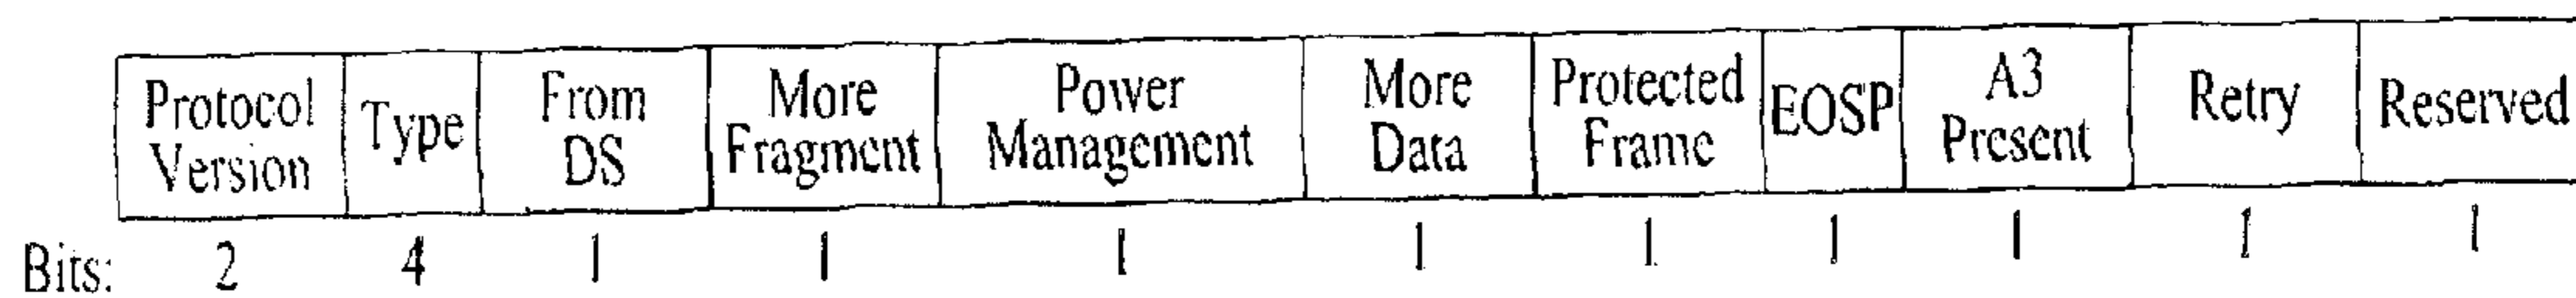 Protocol Version
Type
From DS
More Fragment
Power Management
More Data
Protected Frame
EOSP
A3 Present
Retry
Reserved
Bits: 2 4 1 1 1 1 1 1 1 1 1